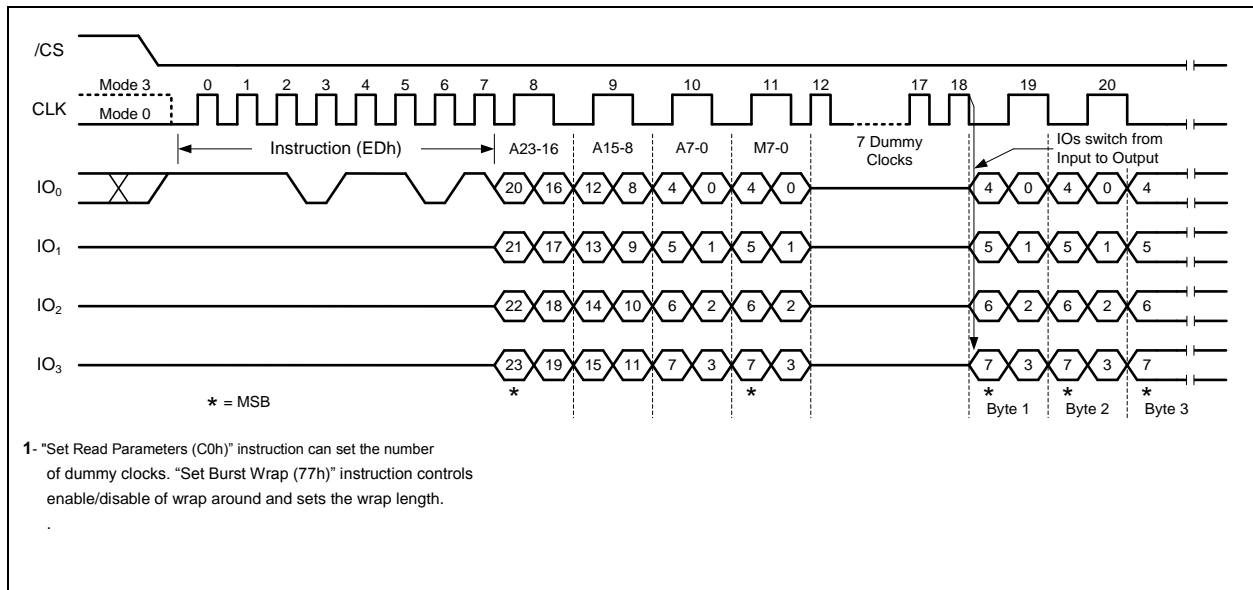 /CS
Mode 3 0 1 2 3 4 5 6 7 8 9 10 11 12 17 18 19 20
CLK
Mode 0
Instruction (EDh) A23-16 A15-8 A7-0 M7-0 7 Dummy
Clocks
IOs switch from
Input to Output
IO0 20 16 12 8 4 0 4 0 4 0 4 0 4
IO1 21 17 13 9 5 1 5 1 5 1 5 1 5
IO2 22 18 14 10 6 2 6 2 6 2 6 2 6
IO3 23 19 15 11 7 3 7 3 7 3 7 3 7
* * * * *
* = MSB
Byte 1 Byte 2 Byte 3
1- "Set Read Parameters (C0h)” instruction can set the number
of dummy clocks. “Set Burst Wrap (77h)” instruction controls
enable/disable of wrap around and sets the wrap length.
.